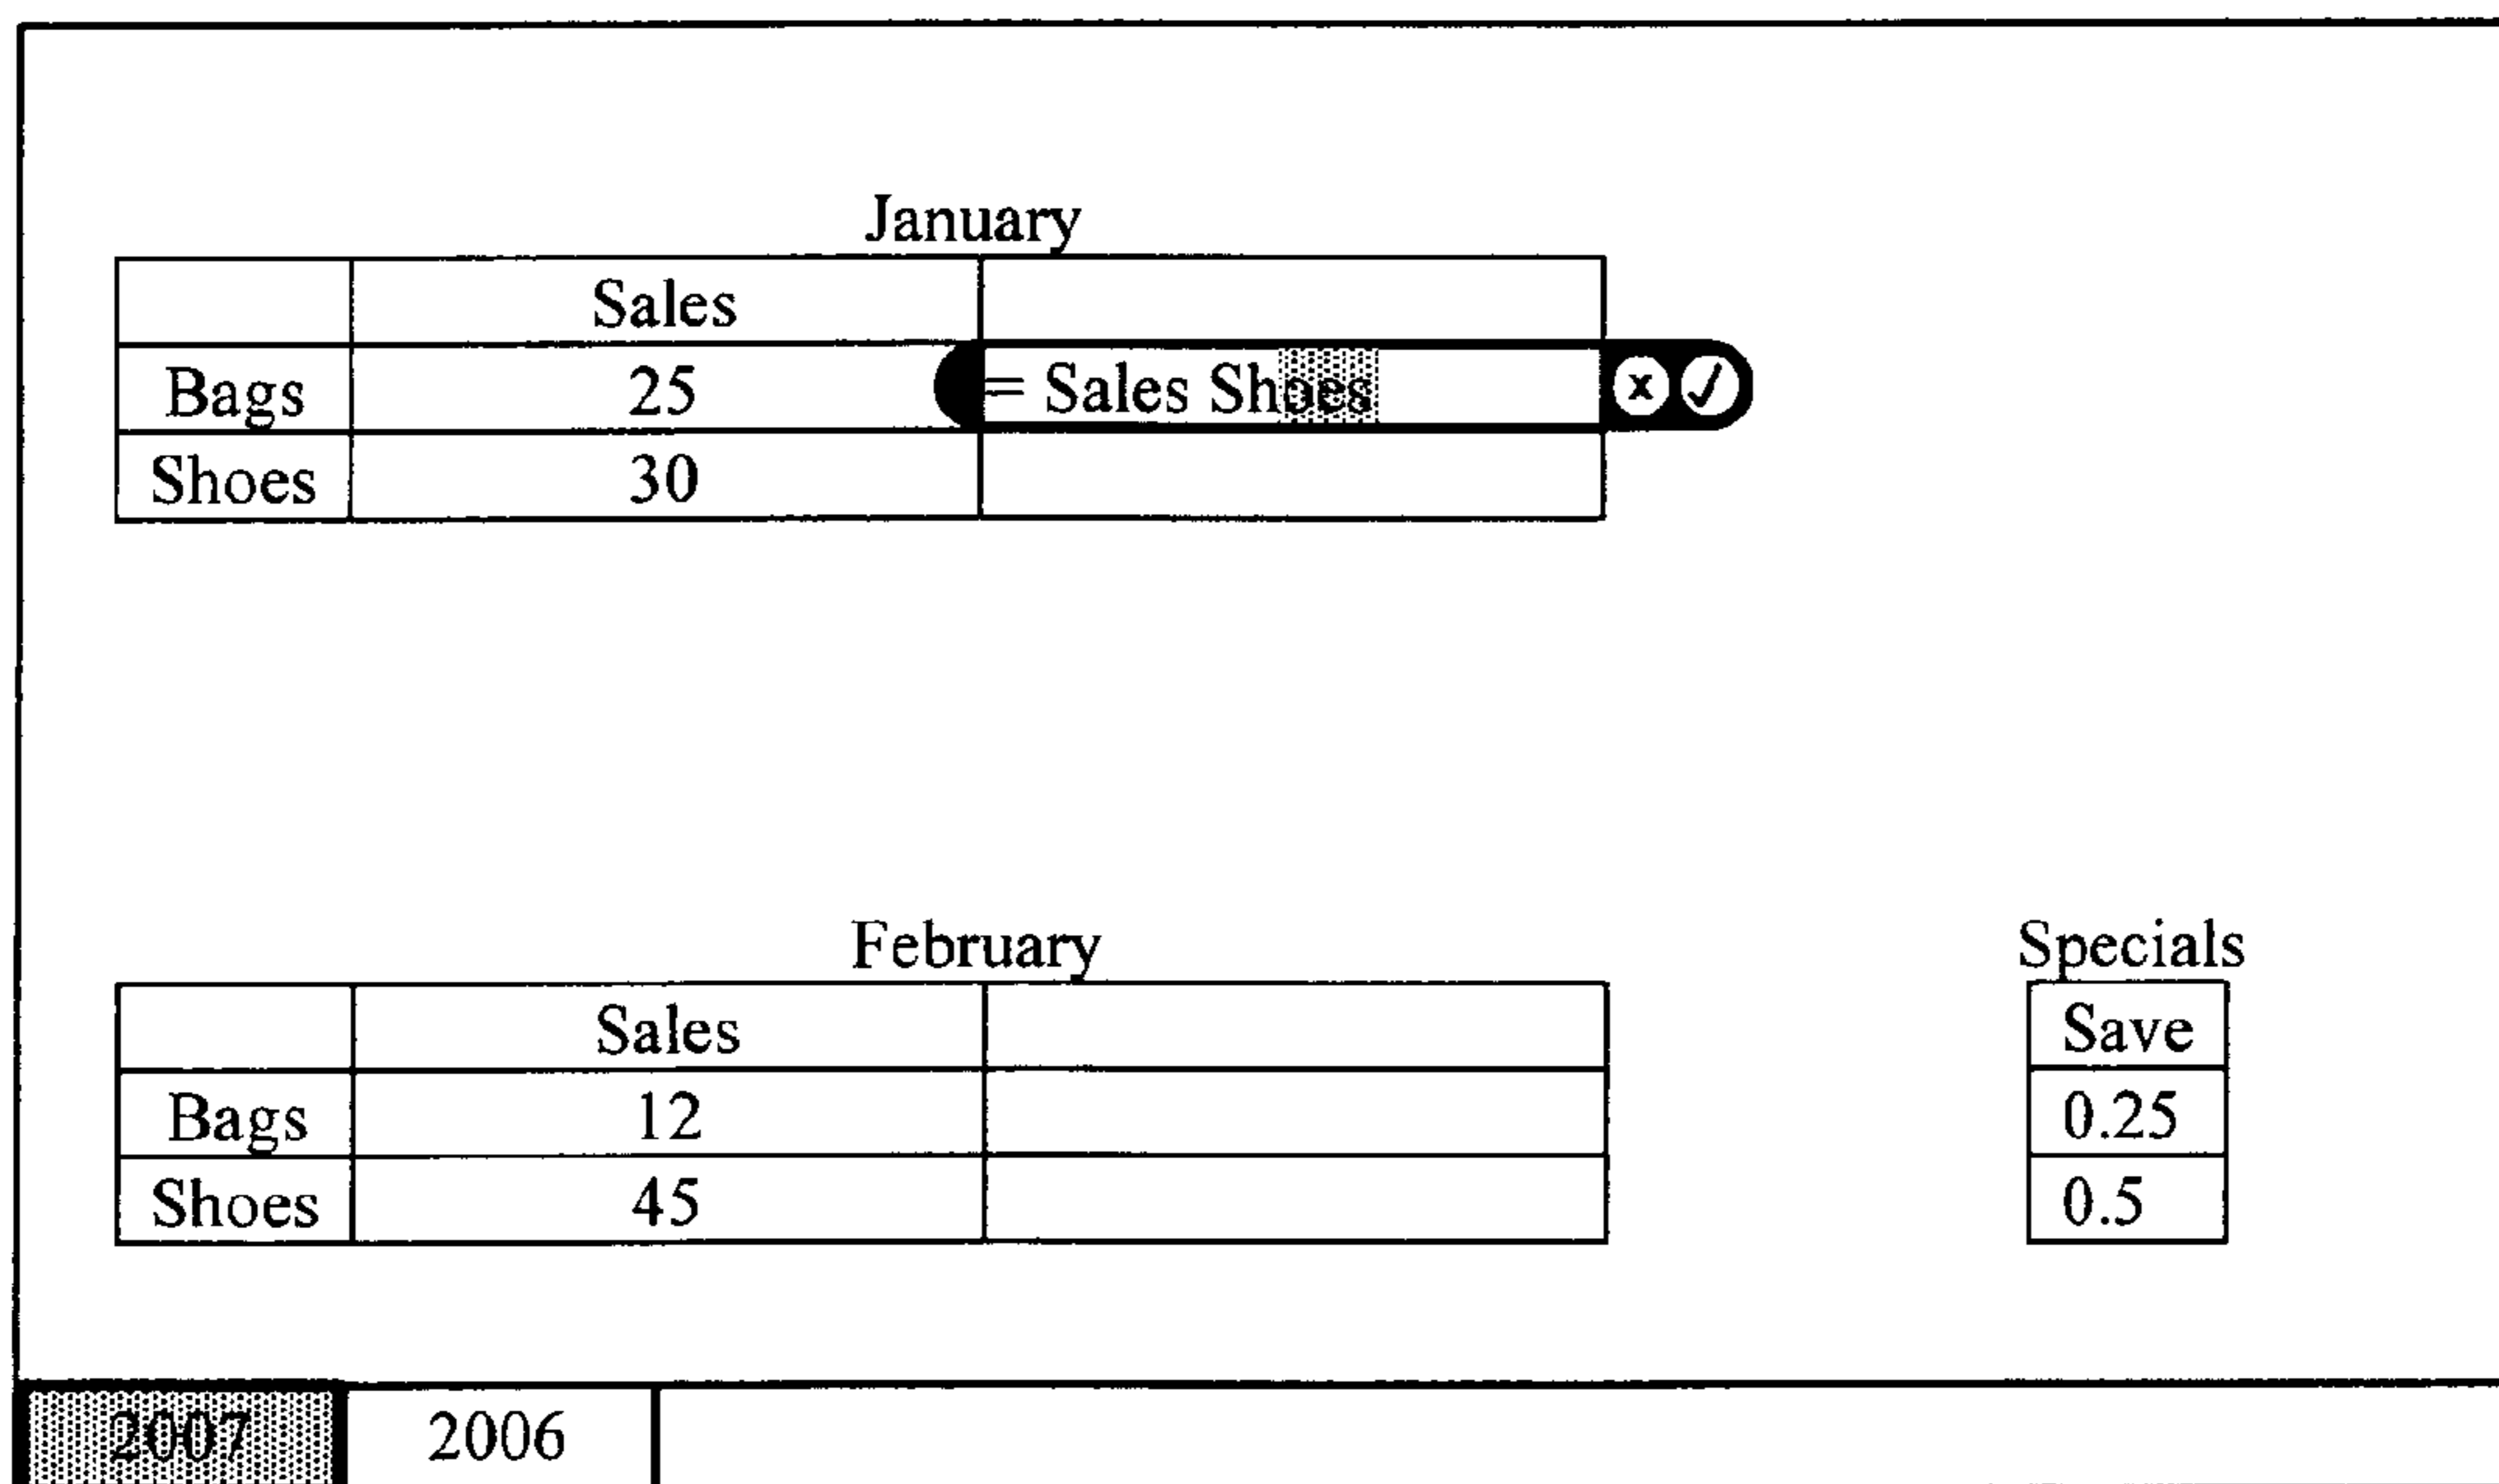 January
Sales
Bags 25 = Sales Shoes x ✓
Shoes 30
February
Sales
Bags 12
Shoes 45
Specials
Save
0.25
0.5
2007 2006